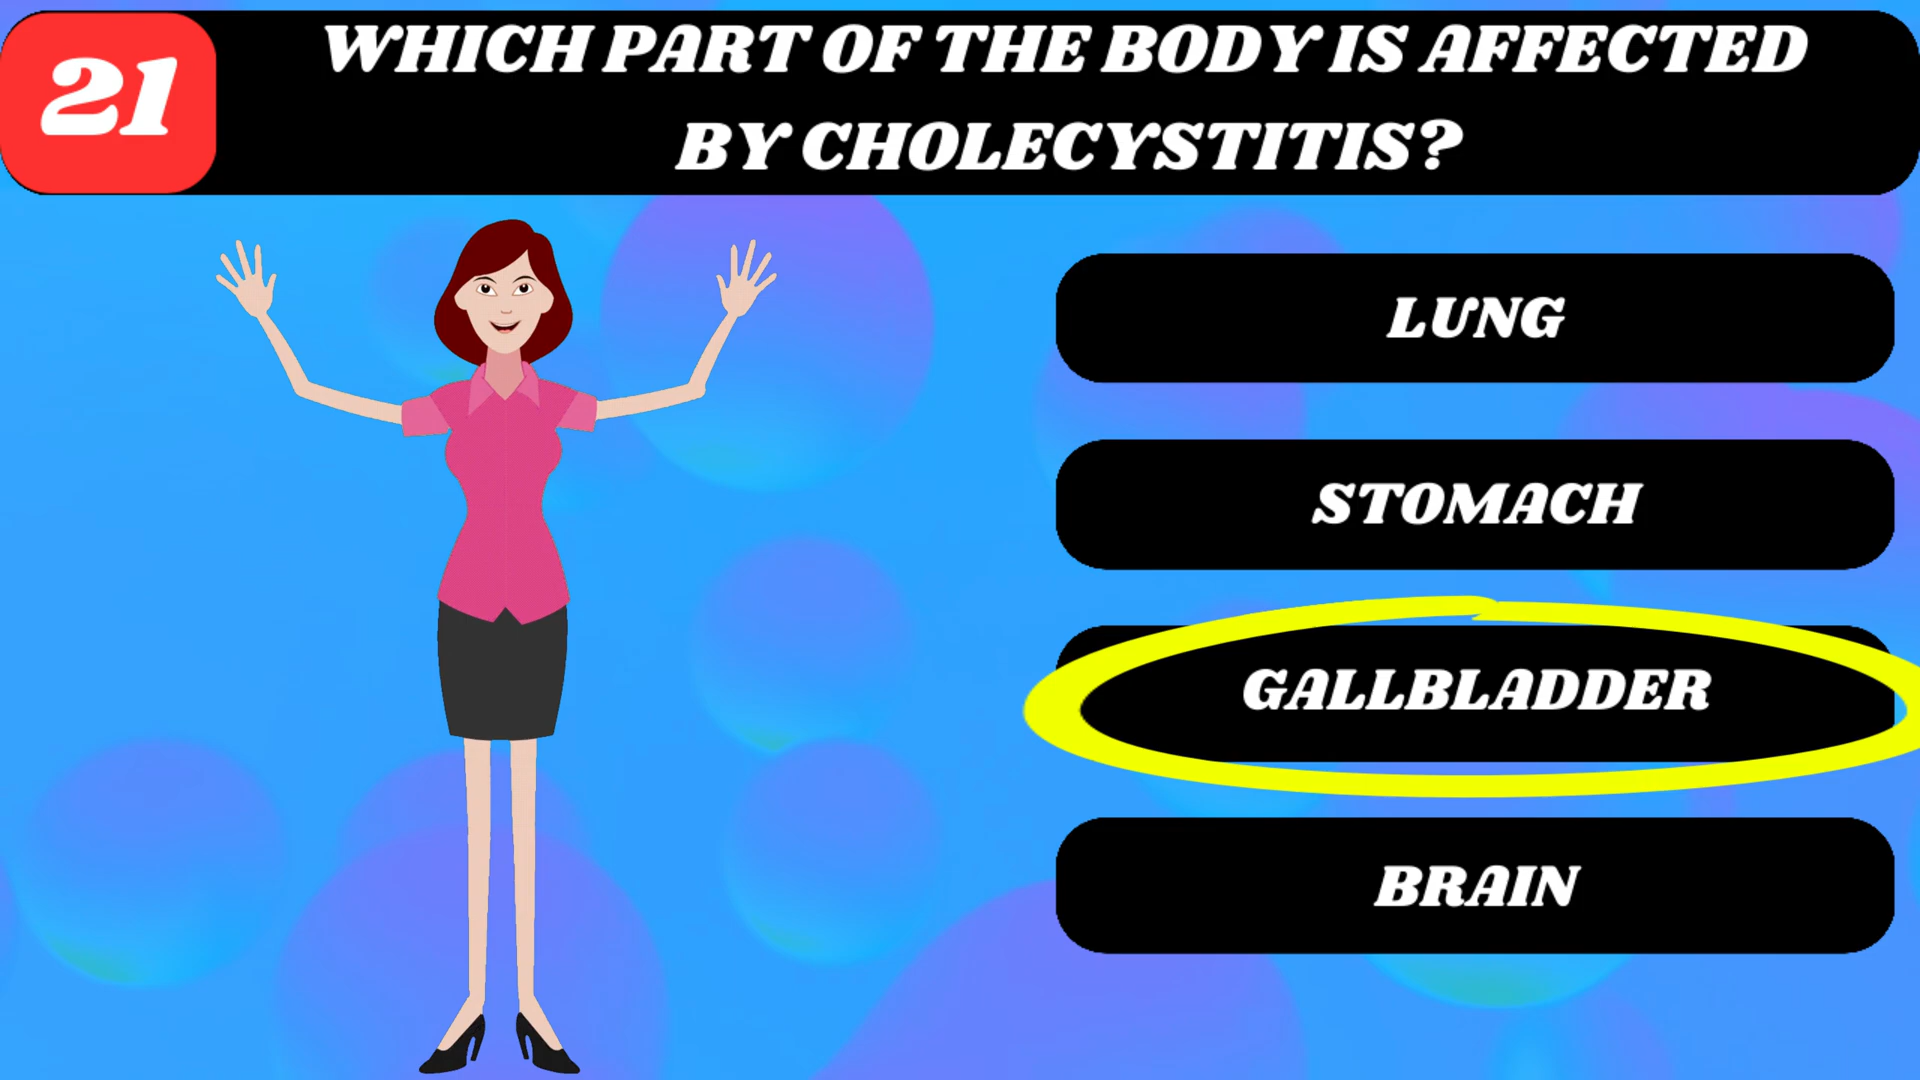 21
WHICH PART OF THE BODY IS AFFECTED
BY CHOLECYSTITIS?
LUNG
STOMACH
GALLBLADDER
BRAIN